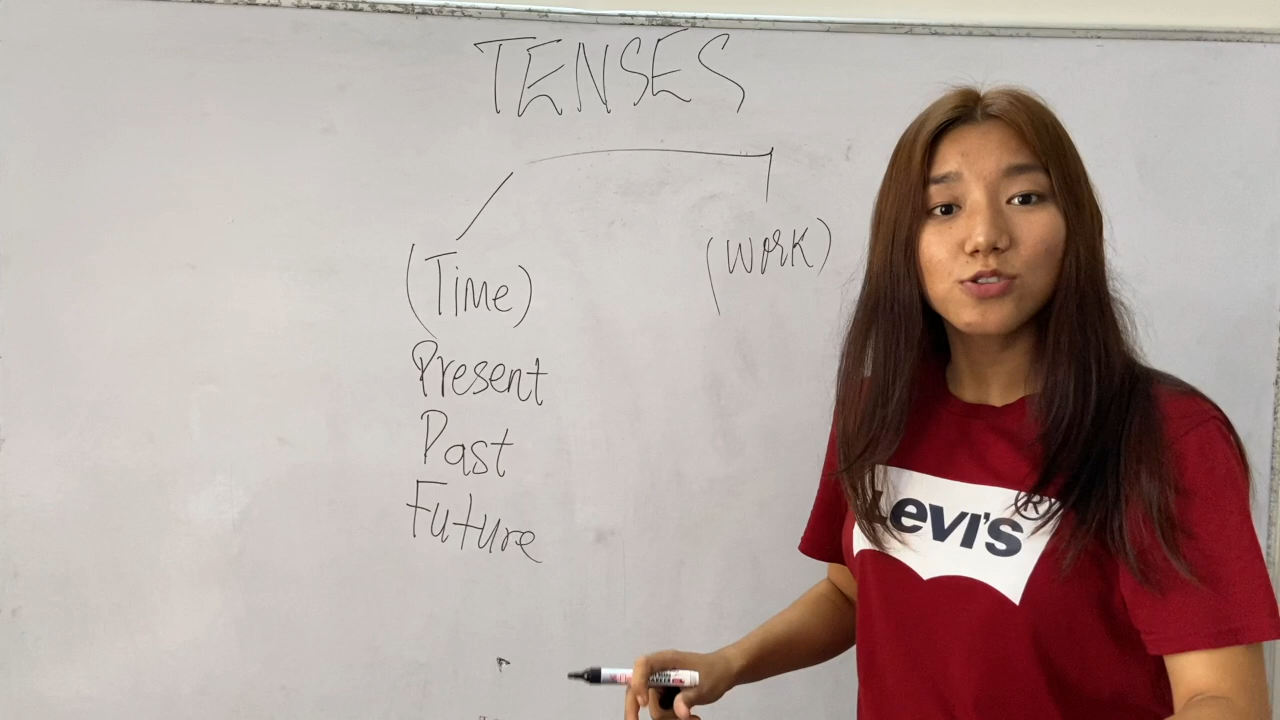 TENSES
(Time)
(WORK)
Present
Past
Future
Levi's®